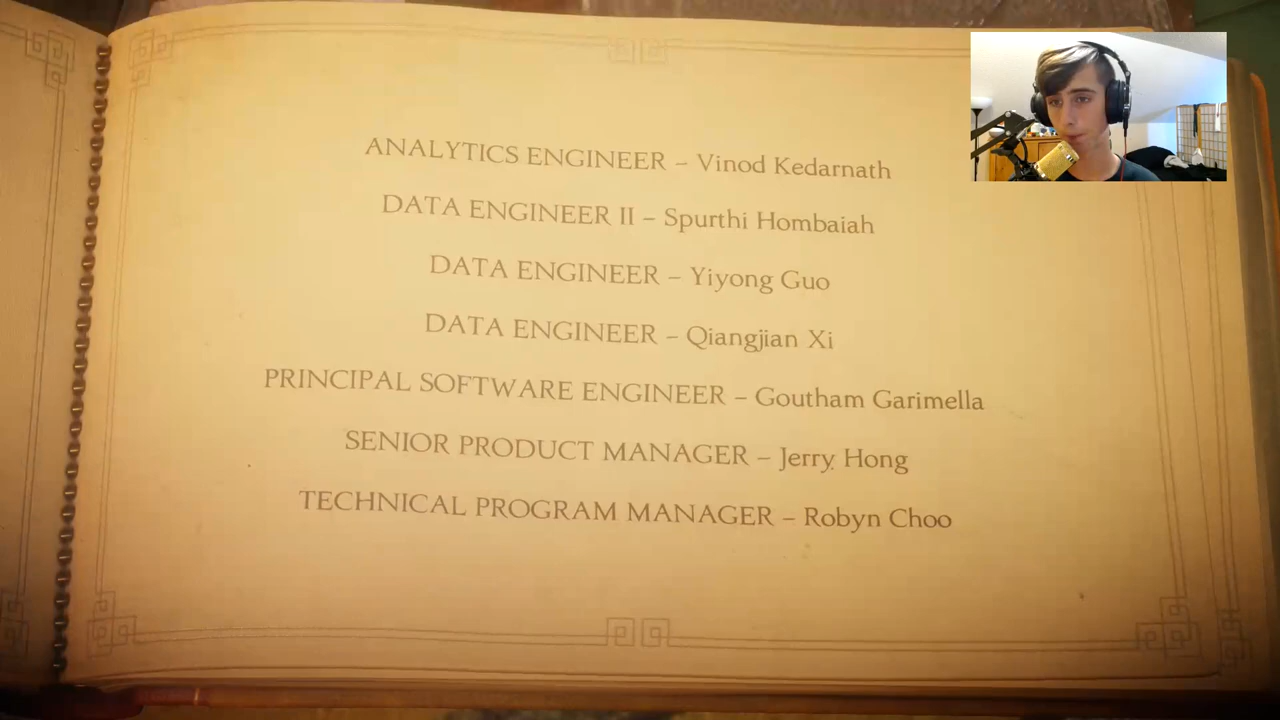 ANALYTICS ENGINEER – Vinod Kedarnath
DATA ENGINEER II – Spurthi Hombaiah
DATA ENGINEER – Yiyong Guo
DATA ENGINEER – Qiangjian Xi
PRINCIPAL SOFTWARE ENGINEER – Goutham Garimella
SENIOR PRODUCT MANAGER – Jerry Hong
TECHNICAL PROGRAM MANAGER – Robyn Choo